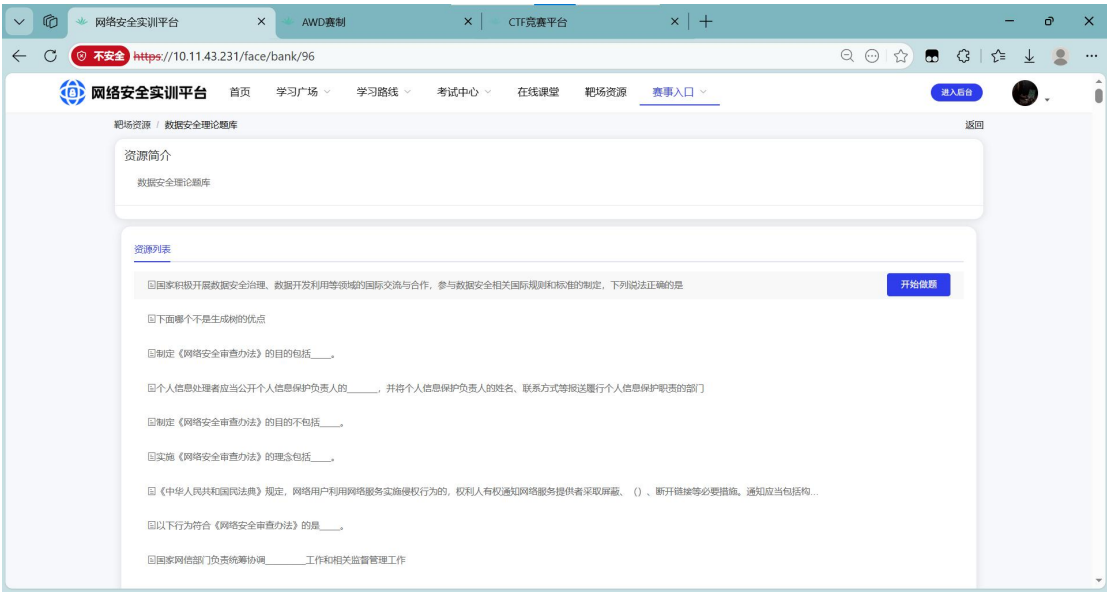 网络安全实训平台
AWD赛制
CTF竞赛平台
不安全 https://10.11.43.231/face/bank/96
网络安全实训平台 首页 学习广场 学习路线 考试中心 在线课堂 靶场资源 赛事入口 进入后台
靶场资源 / 数据安全理论题库 返回
资源简介
数据安全理论题库
资源列表
国家积极开展数据安全治理、数据开发利用等领域的国际交流与合作，参与数据安全相关国际规则和标准的制定，下列说法正确的是 开始做题
下面哪个不是生成树的优点
制定《网络安全审查办法》的目的包括____。
个人信息处理者应当公开个人信息保护负责人的______，并将个人信息保护负责人的姓名、联系方式等报送履行个人信息保护职责的部门
制定《网络安全审查办法》的目的不包括____。
实施《网络安全审查办法》的理念包括____。
《中华人民共和国民法典》规定，网络用户利用网络服务实施侵权行为的，权利人有权通知网络服务提供者采取屏蔽、（）、断开链接等必要措施。通知应当包括构...
以下行为符合《网络安全审查办法》的是____。
国家网信部门负责统筹协调________工作和相关监督管理工作